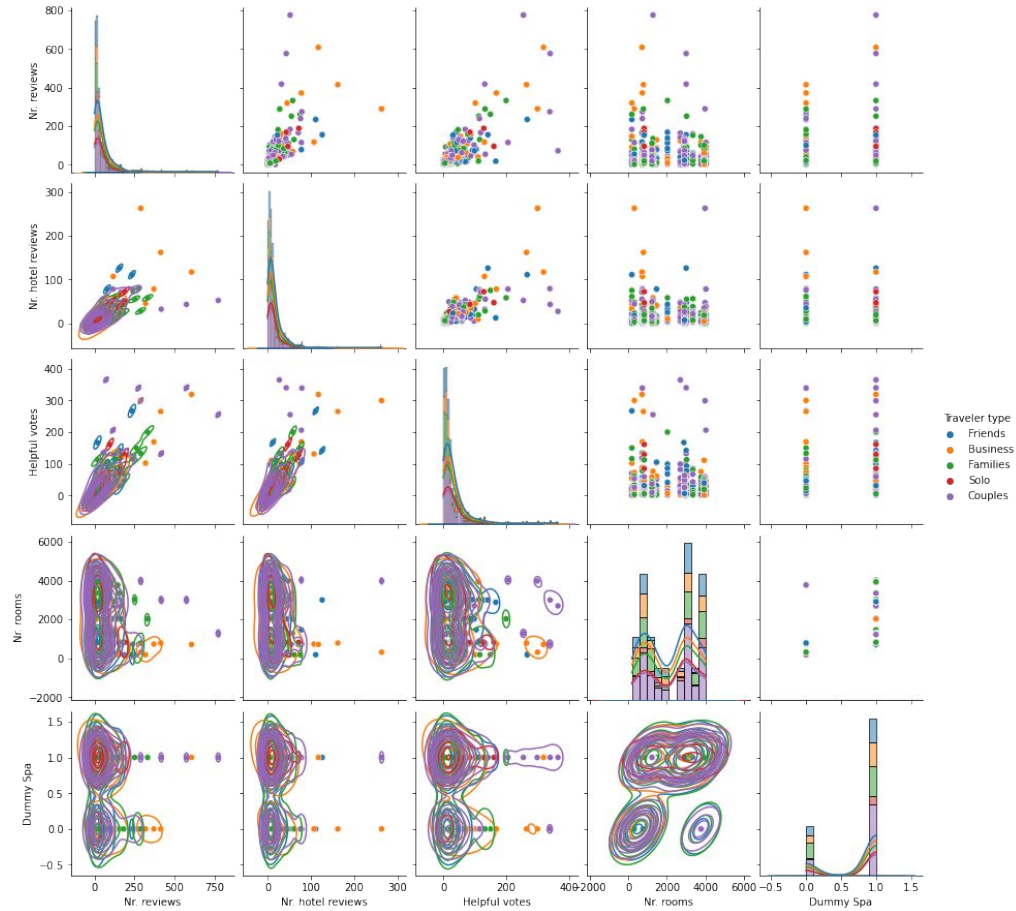 800
600
400
200
0
Nr. reviews
300
200
100
0
Nr. hotel reviews
400
300
200
100
0
Helpful votes
Traveler type
Friends
Business
Families
Solo
Couples
6000
4000
2000
0
−2000
Nr. rooms
1.5
1.0
0.5
0.0
−0.5
Dummy Spa
0 250 500 750
0 100 200 300
0 200
−2000 0 2000 4000 6000
−0.5 0.0 0.5 1.0 1.5
Nr. reviews
Nr. hotel reviews
Helpful votes
Nr. rooms
Dummy Spa